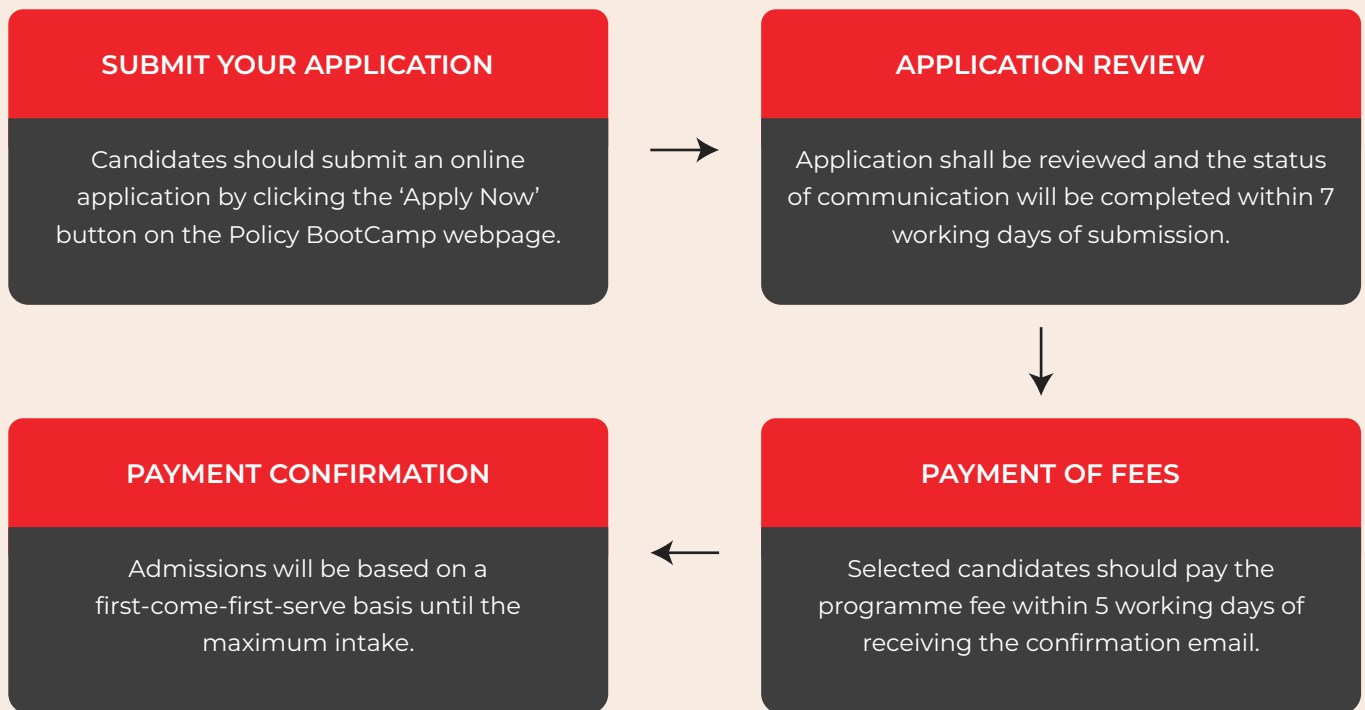 SUBMIT YOUR APPLICATION
Candidates should submit an online
application by clicking the ‘Apply Now’
button on the Policy BootCamp webpage.
APPLICATION REVIEW
Application shall be reviewed and the status
of communication will be completed within 7
working days of submission.
PAYMENT OF FEES
Selected candidates should pay the
programme fee within 5 working days of
receiving the confirmation email.
PAYMENT CONFIRMATION
Admissions will be based on a
first-come-first-serve basis until the
maximum intake.